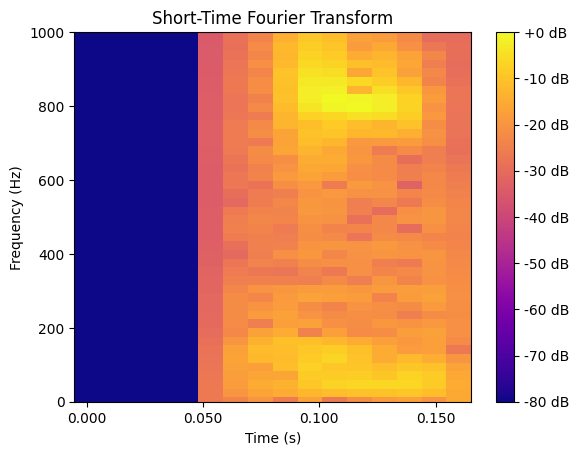 Short-Time Fourier Transform
Frequency (Hz)
1000
800
600
400
200
0
0.000
0.050
0.100
0.150
Time (s)
+0 dB
-10 dB
-20 dB
-30 dB
-40 dB
-50 dB
-60 dB
-70 dB
-80 dB